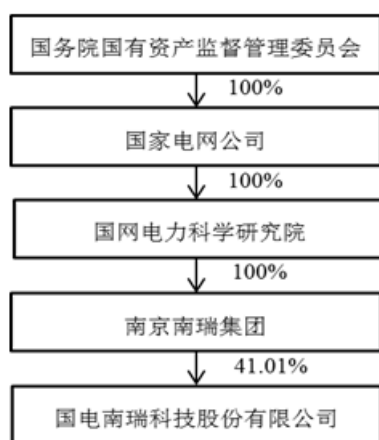 国务院国有资产监督管理委员会
100%
国家电网公司
100%
国网电力科学研究院
100%
南京南瑞集团
41.01%
国电南瑞科技股份有限公司